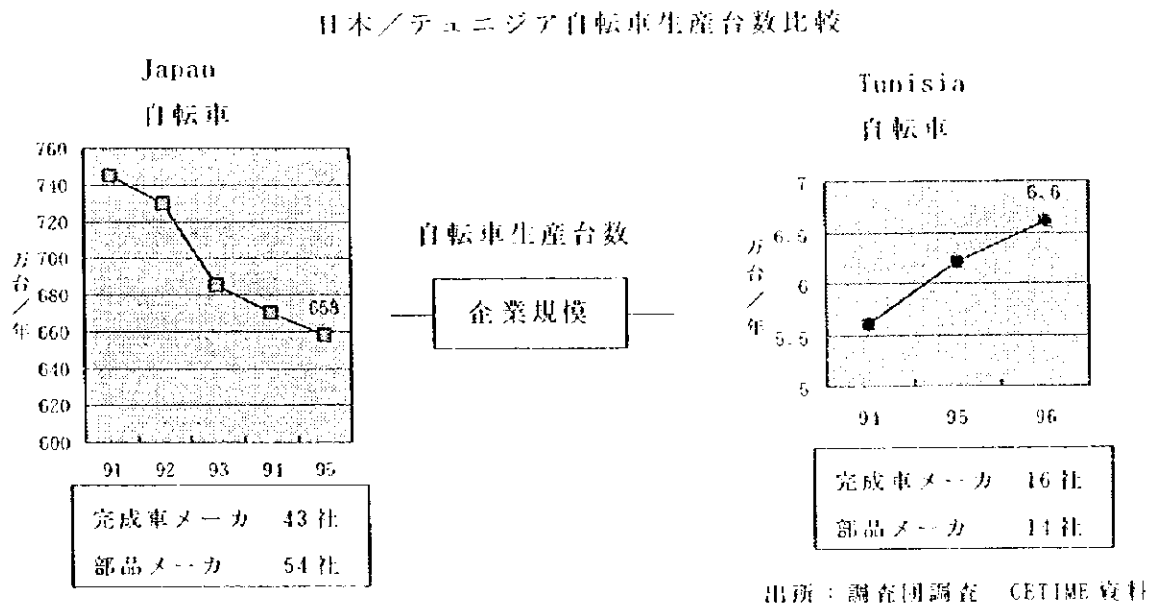 日本／テュニジア自転車生産台数比較
Japan
自転車
760
740
720
700
680
660
640
620
600
万台／年
658
91
92
93
94
95
完成車メーカ 43社
部品メーカ 54社
自転車生産台数
企業規模
Tunisia
自転車
7
6.5
6
5.5
5
万台／年
6.6
94
95
96
完成車メーカ 16社
部品メーカ 14社
出所：調査団調査 CETIME資料